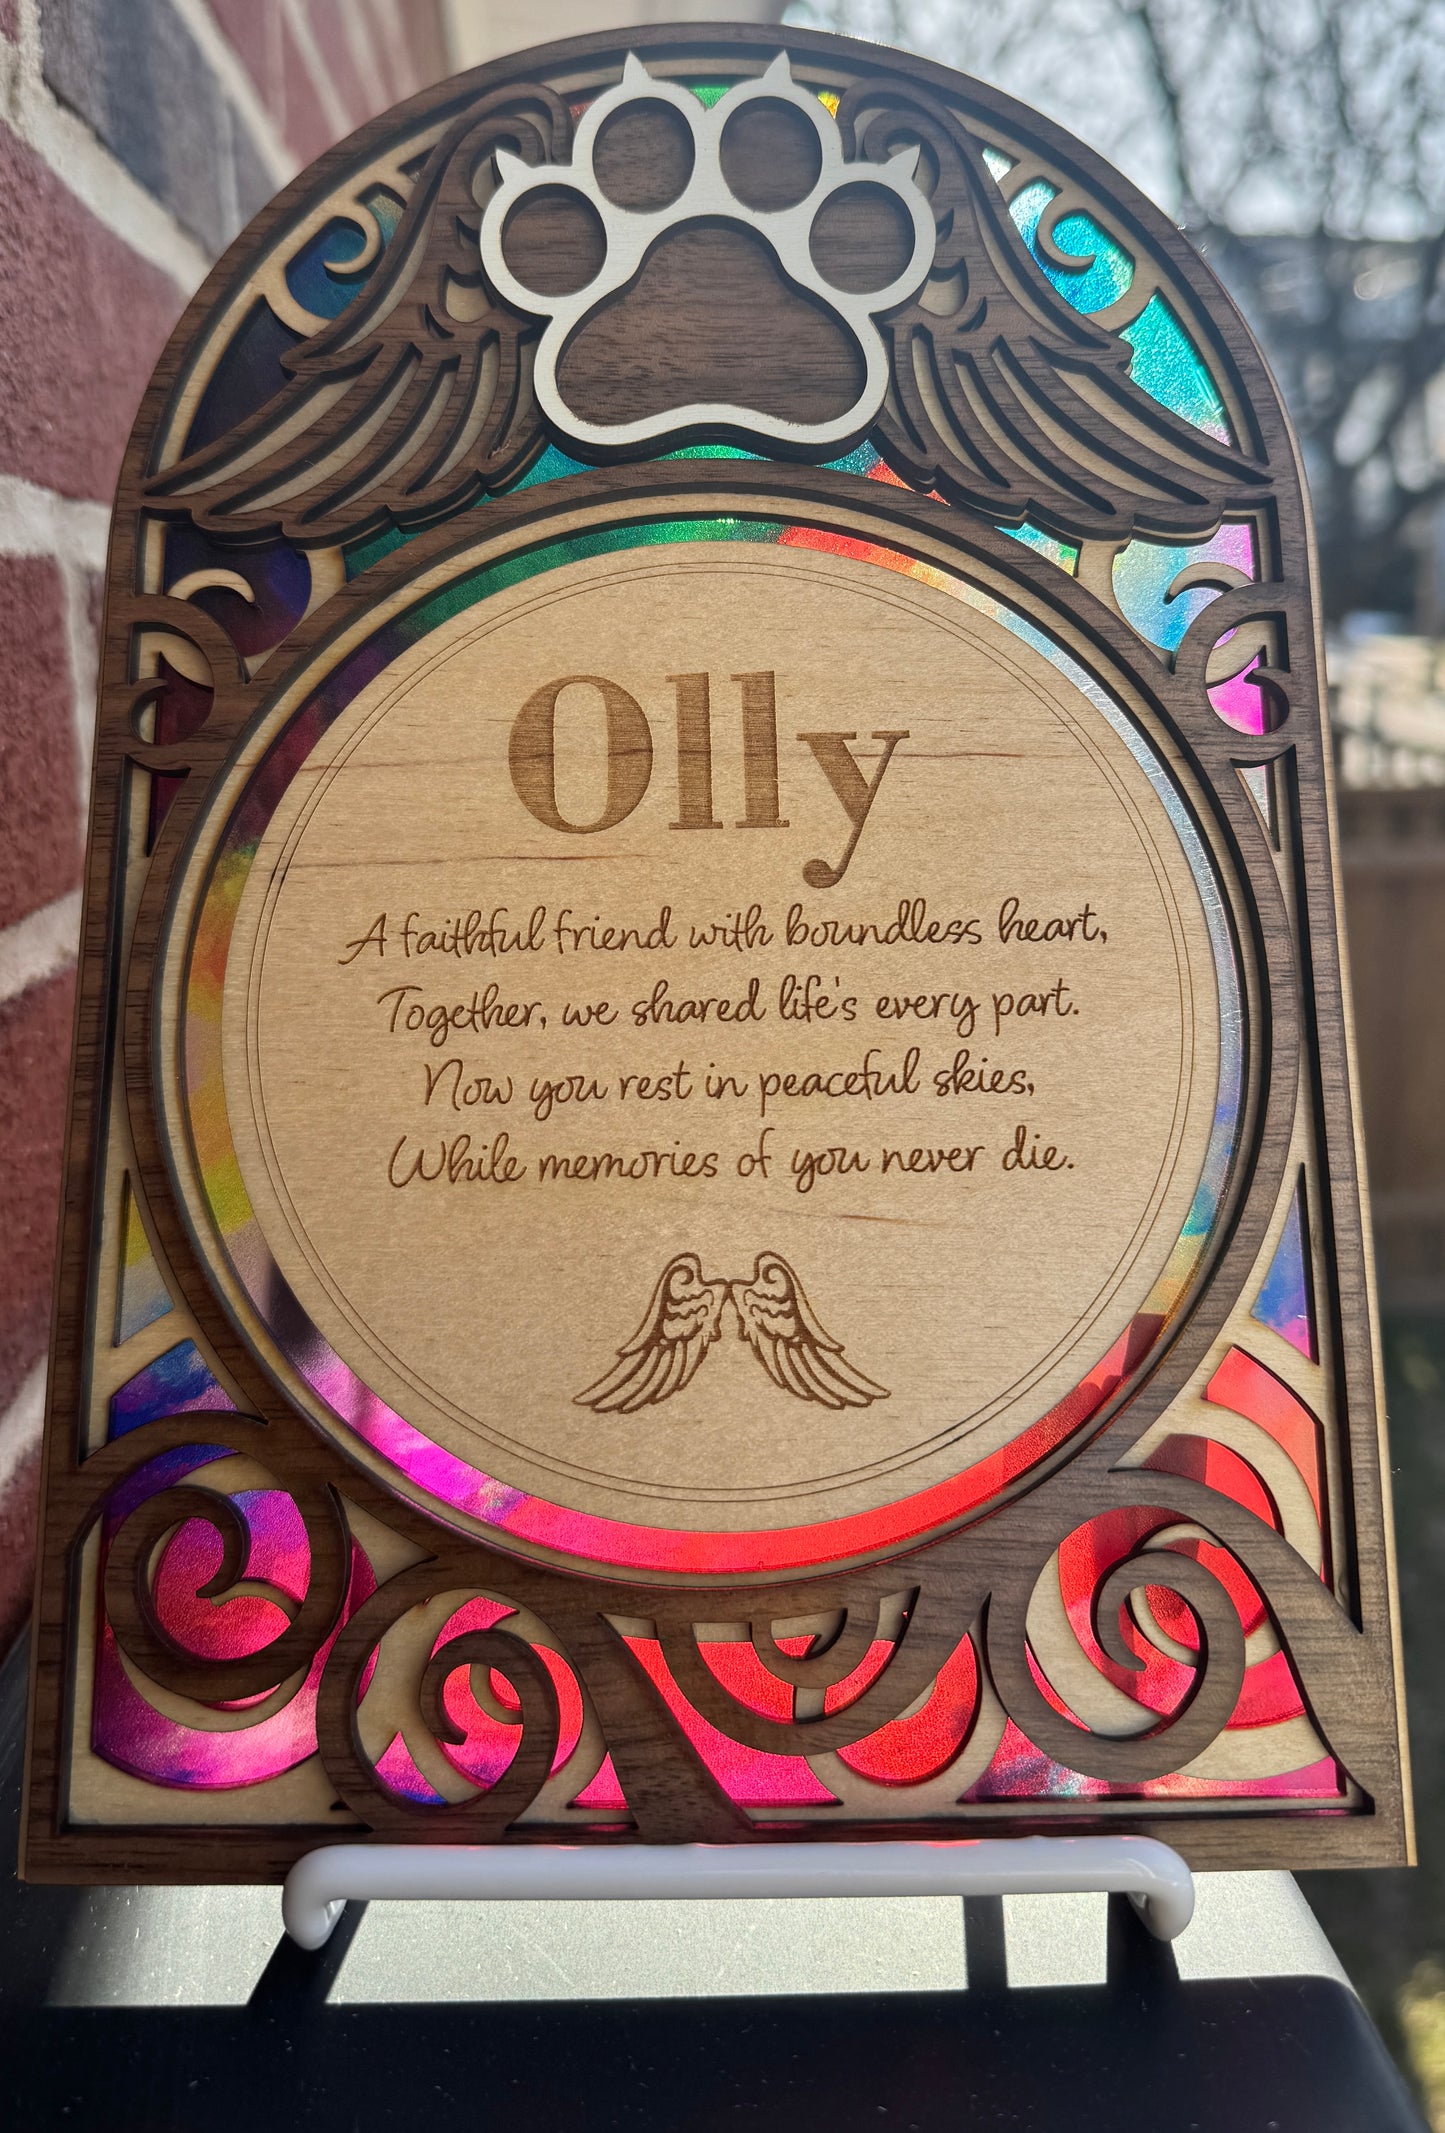 Olly
A faithful friend with boundless heart,
Together, we shared life's every part.
Now you rest in peaceful skies,
While memories of you never die.